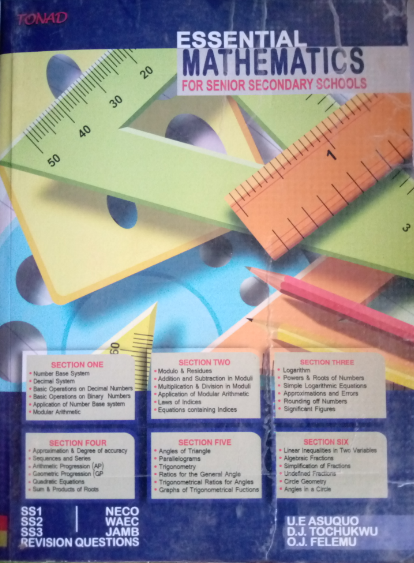 TONAD
ESSENTIAL
MATHEMATICS
FOR SENIOR SECONDARY SCHOOLS
20
30
40
50
1
3
50
SECTION ONE
• Number Base System
• Decimal System
• Basic Operations on Decimal Numbers
• Basic Operations on Binary Numbers
• Application of Number Base system
• Modular Arithmetic
SECTION TWO
• Modulo & Residues
• Addition and Subtraction in Moduli
• Multiplication & Division in Moduli
• Application of Modular Arithmetic
• Laws of Indices
• Equations containing Indices
SECTION THREE
• Logarithm
• Powers & Roots of Numbers
• Simple Logarithmic Equations
• Approximations and Errors
• Rounding off Numbers
• Significant Figures
SECTION FOUR
• Approximation & Degree of accuracy
• Sequences and Series
• Arithmetic Progression (AP)
• Geometric Progression (GP
• Quadratic Equations
• Sum & Products of Roots
SECTION FIVE
• Angles of Triangle
• Parallelograms
• Trigonometry
• Ratios for the General Angle
• Trigonometrical Ratios for Angles
• Graphs of Trigonometrical Fuctions
SECTION SIX
• Linear Inequalities in Two Variables
• Algebraic Fractions
• Simplification of Fractions
• Undefined Fractions
• Circle Geometry
• Angles in a Circle
SS1 NECO
SS2 WAEC
SS3 JAMB
REVISION QUESTIONS
U.E ASUQUO
D.J. TOCHUKWU
O.J. FELEMU